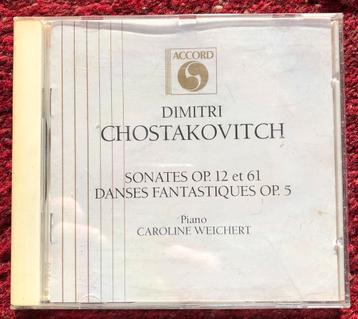 ACCORD
DIMITRI
CHOSTAKOVITCH
SONATES OP. 12 et 61
DANSES FANTASTIQUES OP. 5
Piano
CAROLINE WEICHERT